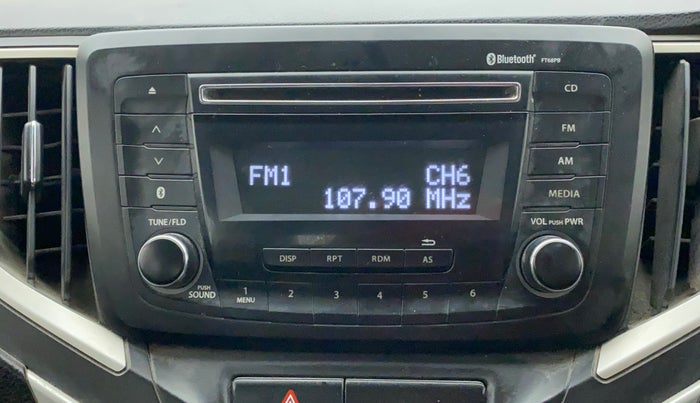 Bluetooth FT68PB
CD
FM
AM
MEDIA
FM1 CH6
107.90 MHz
TUNE/FLD
VOL PUSH PWR
DISP RPT RDM AS
PUSH
SOUND
1 2 3 4 5 6
MENU